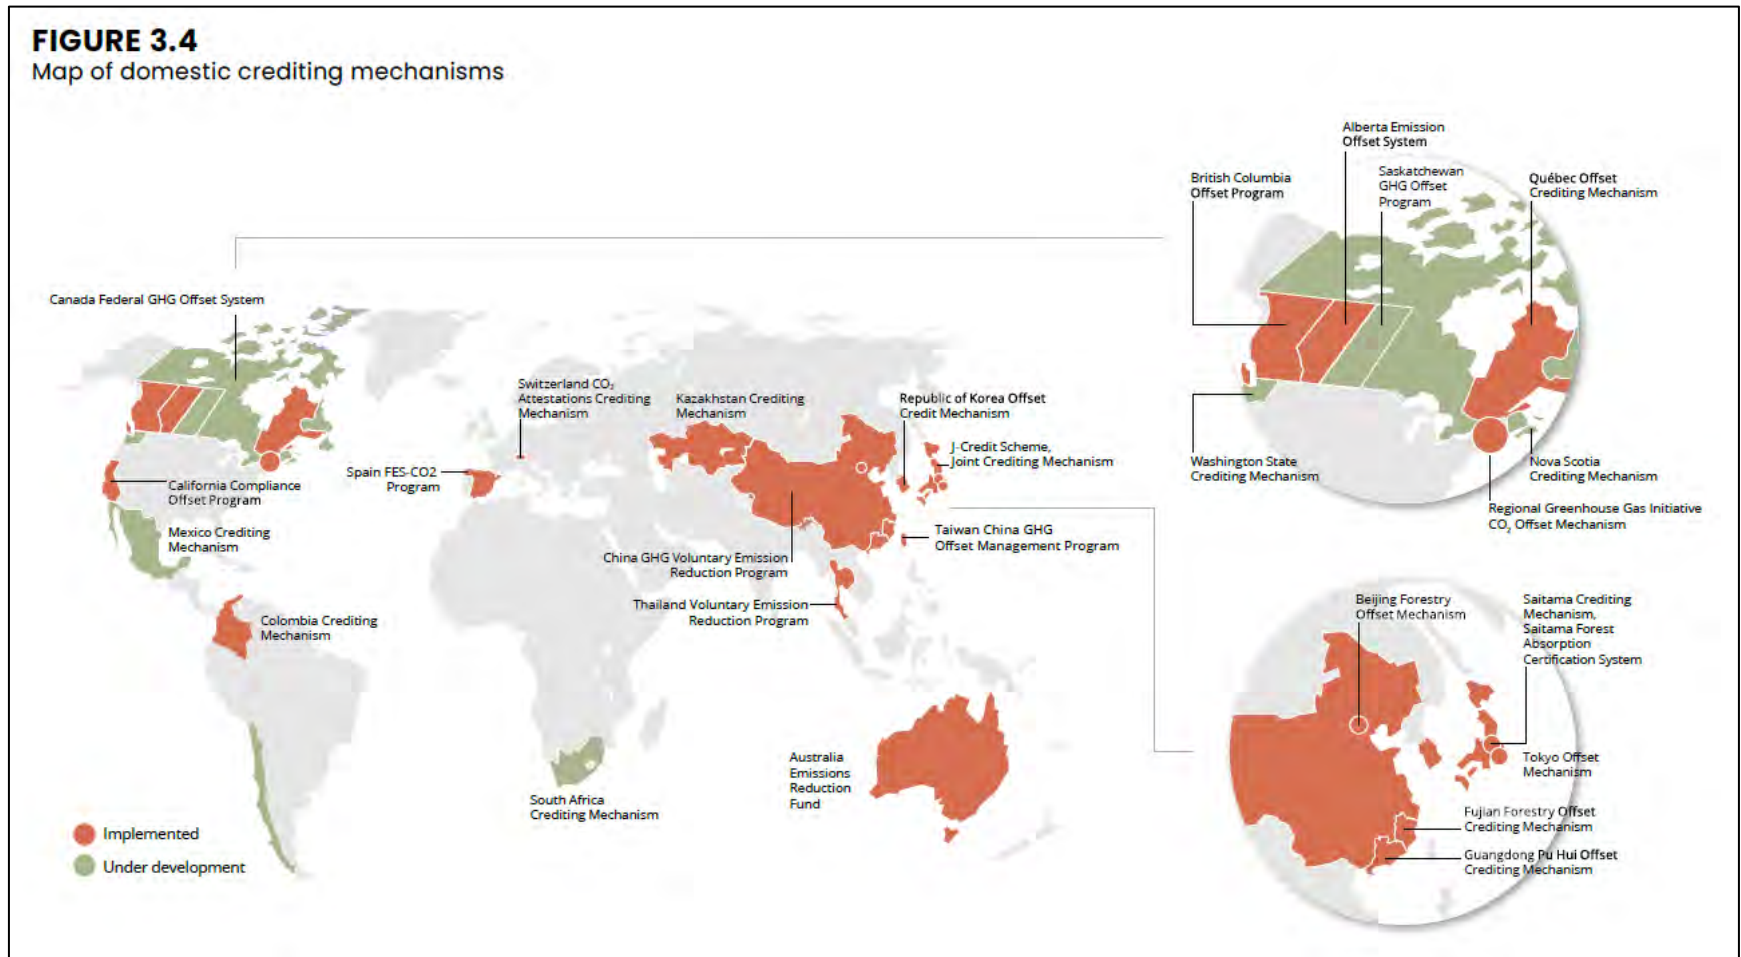 FIGURE 3.4
Map of domestic crediting mechanisms
Alberta Emission
Offset System
British Columbia
Offset Program
Saskatchewan
GHG Offset
Program
Québec Offset
Crediting Mechanism
Canada Federal GHG Offset System
Switzerland CO₂
Attestations Crediting
Mechanism
Kazakhstan Crediting
Mechanism
Republic of Korea Offset
Credit Mechanism
J-Credit Scheme,
Joint Crediting Mechanism
Spain FES-CO2
Program
California Compliance
Offset Program
Mexico Crediting
Mechanism
Washington State
Crediting Mechanism
Nova Scotia
Crediting Mechanism
Regional Greenhouse Gas Initiative
CO₂ Offset Mechanism
Taiwan China GHG
Offset Management Program
China GHG Voluntary Emission
Reduction Program
Thailand Voluntary Emission
Reduction Program
Colombia Crediting
Mechanism
Beijing Forestry
Offset Mechanism
Saitama Crediting
Mechanism,
Saitama Forest
Absorption
Certification System
Tokyo Offset
Mechanism
Australia
Emissions
Reduction
Fund
South Africa
Crediting Mechanism
Fujian Forestry Offset
Crediting Mechanism
Guangdong Pu Hui Offset
Crediting Mechanism
Implemented
Under development